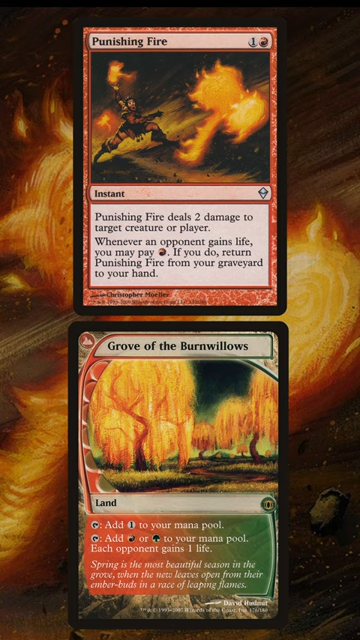 Punishing Fire 1
Instant
Punishing Fire deals 2 damage to
target creature or player.
Whenever an opponent gains life,
you may pay . If you do, return
Punishing Fire from your graveyard
to your hand.
Christopher Moeller
Grove of the Burnwillows
Land
: Add 1 to your mana pool.
: Add or to your mana pool.
Each opponent gains 1 life.
Spring is the most beautiful season in the
grove, when the new leaves open from their
ember-buds in a race of leaping flames.
David Hudnut